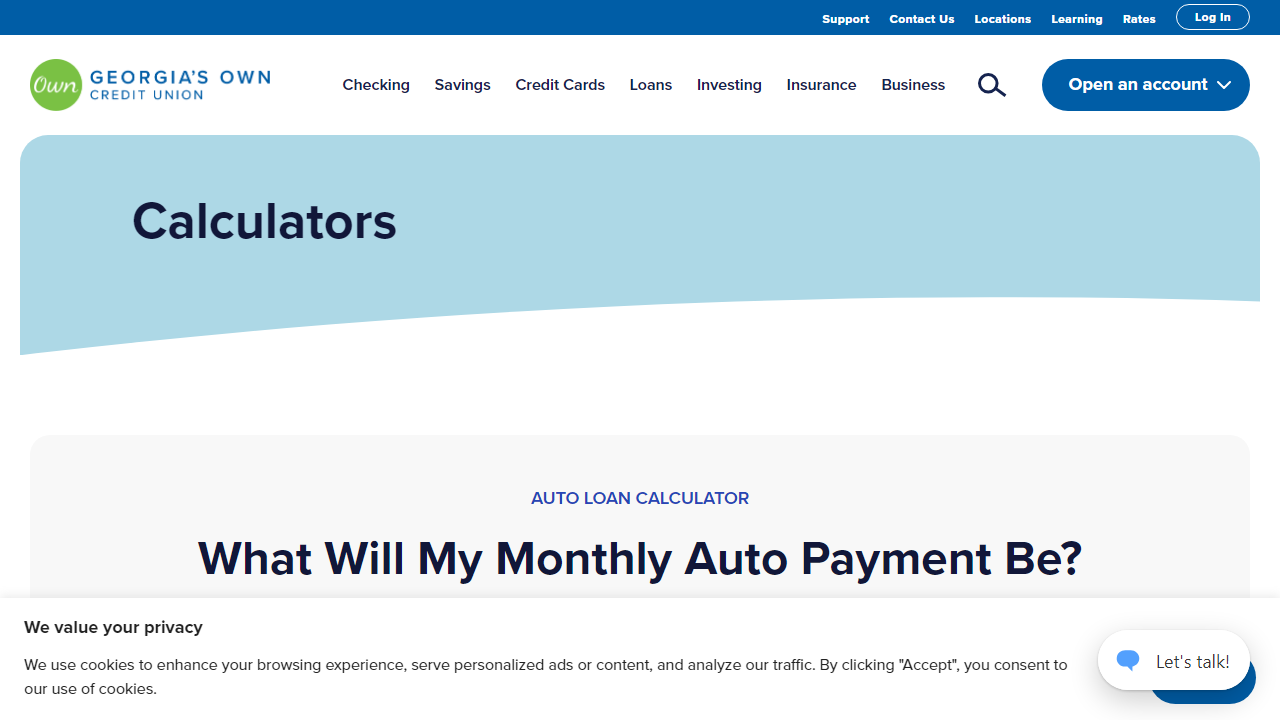 Support Contact Us Locations Learning Rates Log In
Own GEORGIA'S OWN
CREDIT UNION
Checking Savings Credit Cards Loans Investing Insurance Business Open an account
Calculators
AUTO LOAN CALCULATOR
What Will My Monthly Auto Payment Be?
We value your privacy
We use cookies to enhance your browsing experience, serve personalized ads or content, and analyze our traffic. By clicking "Accept", you consent to
our use of cookies.
Let's talk!